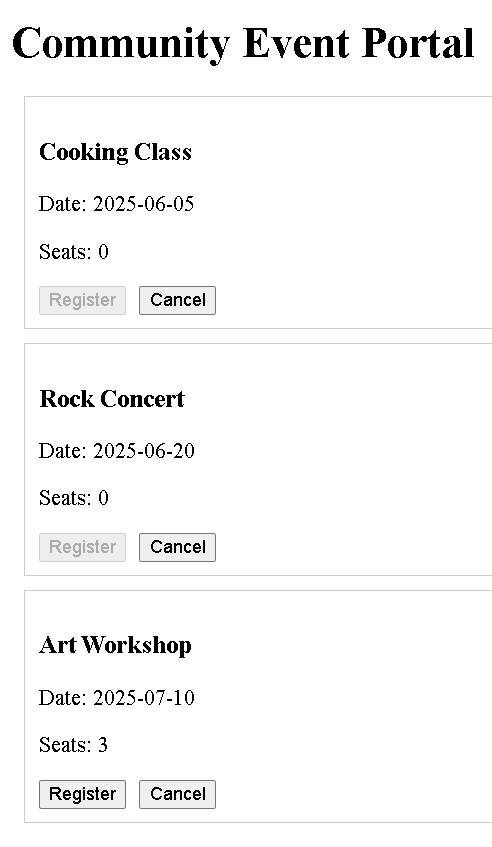 Community Event Portal
Cooking Class
Date: 2025-06-05
Seats: 0
Register Cancel
Rock Concert
Date: 2025-06-20
Seats: 0
Register Cancel
Art Workshop
Date: 2025-07-10
Seats: 3
Register Cancel